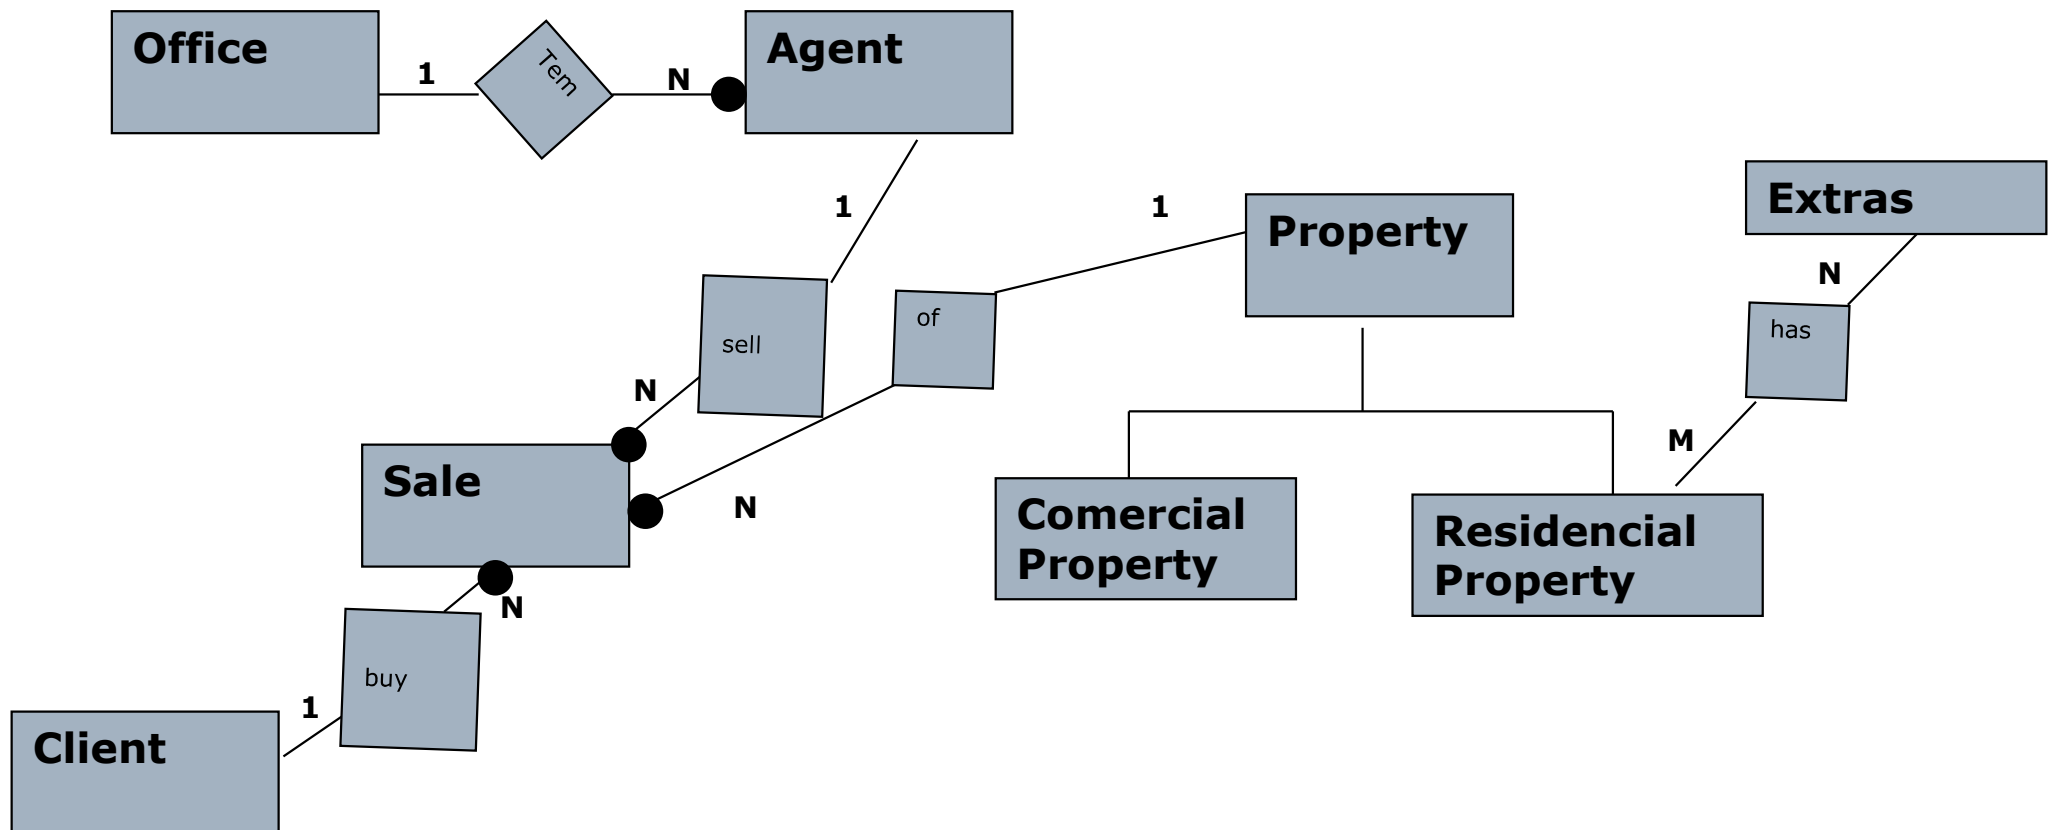 Office
1
Tem
N
Agent
1
1
Property
Extras
N
sell
of
has
N
M
Sale
N
Comercial
Property
Residencial
Property
N
buy
1
Client